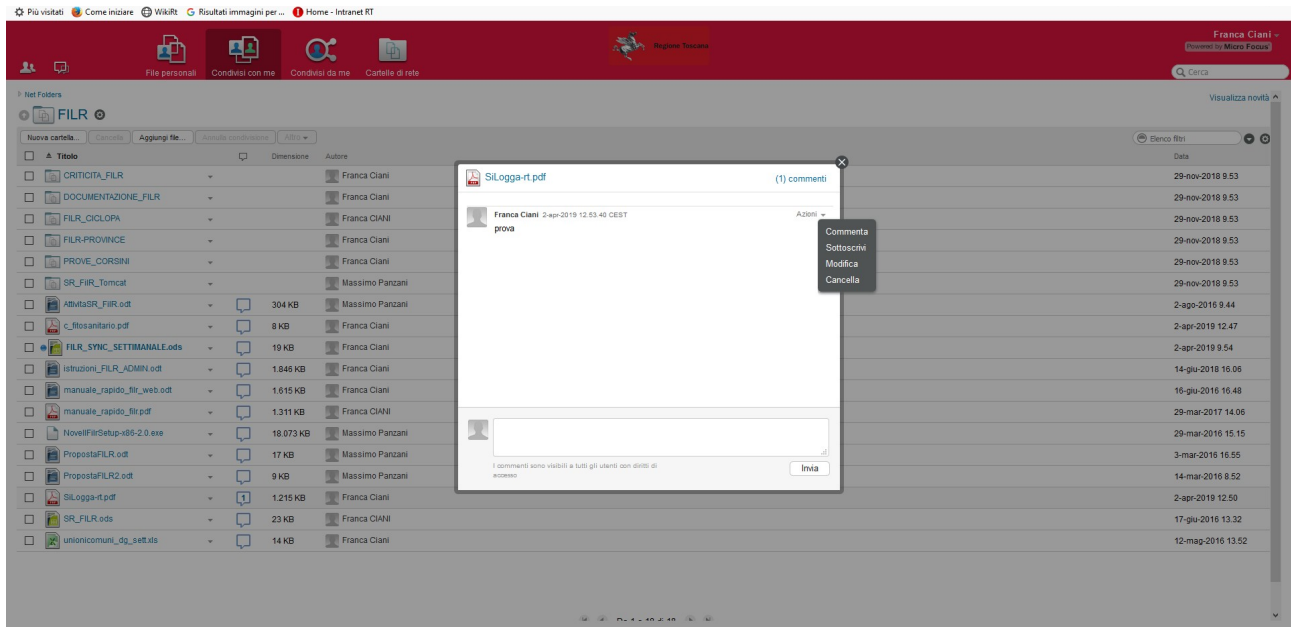 Più visitati Come iniziare WikiRt Risultati immagini per ... Home - Intranet RT
Franca Ciani
Powered by Micro Focus
Regione Toscana
File personali Condivisi con me Condivisi da me Cartelle di rete
Cerca
Net Folders
Visualizza novità
FILR
Nuova cartella... Cancella Aggiungi file... Annulla condivisione Altro
Elenco filtri
Titolo Dimensione Autore Data
CRITICITA_FILR Franca Ciani 29-nov-2018 9.53
DOCUMENTAZIONE_FILR Franca Ciani 29-nov-2018 9.53
FILR_CICLOPA Franca CIANI 29-nov-2018 9.53
FILR-PROVINCE Franca Ciani 29-nov-2018 9.53
PROVE_CORSINI Franca Ciani 29-nov-2018 9.53
SR_FilR_Tomcat Massimo Panzani 29-nov-2018 9.53
AttivitaSR_FilR.odt 304 KB Massimo Panzani 2-ago-2016 9.44
c_fitosanitario.pdf 8 KB Franca Ciani 2-apr-2019 12.47
FILR_SYNC_SETTIMANALE.ods 19 KB Franca Ciani 2-apr-2019 9.54
istruzioni_FILR_ADMIN.odt 1.846 KB Franca Ciani 14-giu-2018 16.06
manuale_rapido_filr_web.odt 1.615 KB Franca Ciani 16-giu-2016 16.48
manuale_rapido_filr.pdf 1.311 KB Franca CIANI 29-mar-2017 14.06
NovellFilrSetup-x86-2.0.exe 18.073 KB Massimo Panzani 29-mar-2016 15.15
PropostaFILR.odt 17 KB Massimo Panzani 3-mar-2016 16.55
PropostaFILR2.odt 9 KB Massimo Panzani 14-mar-2016 8.52
SiLogga-rt.pdf 1 1.215 KB Franca Ciani 2-apr-2019 12.50
SR_FILR.ods 23 KB Franca CIANI 17-giu-2016 13.32
unionicomuni_dg_sett.xls 14 KB Franca Ciani 12-mag-2016 13.52
SiLogga-rt.pdf (1) commenti
Franca Ciani 2-apr-2019 12.53.40 CEST Azioni
prova
Commenta
Sottoscrivi
Modifica
Cancella
I commenti sono visibili a tutti gli utenti con diritti di
accesso
Invia
Da 1 a 18 di 18